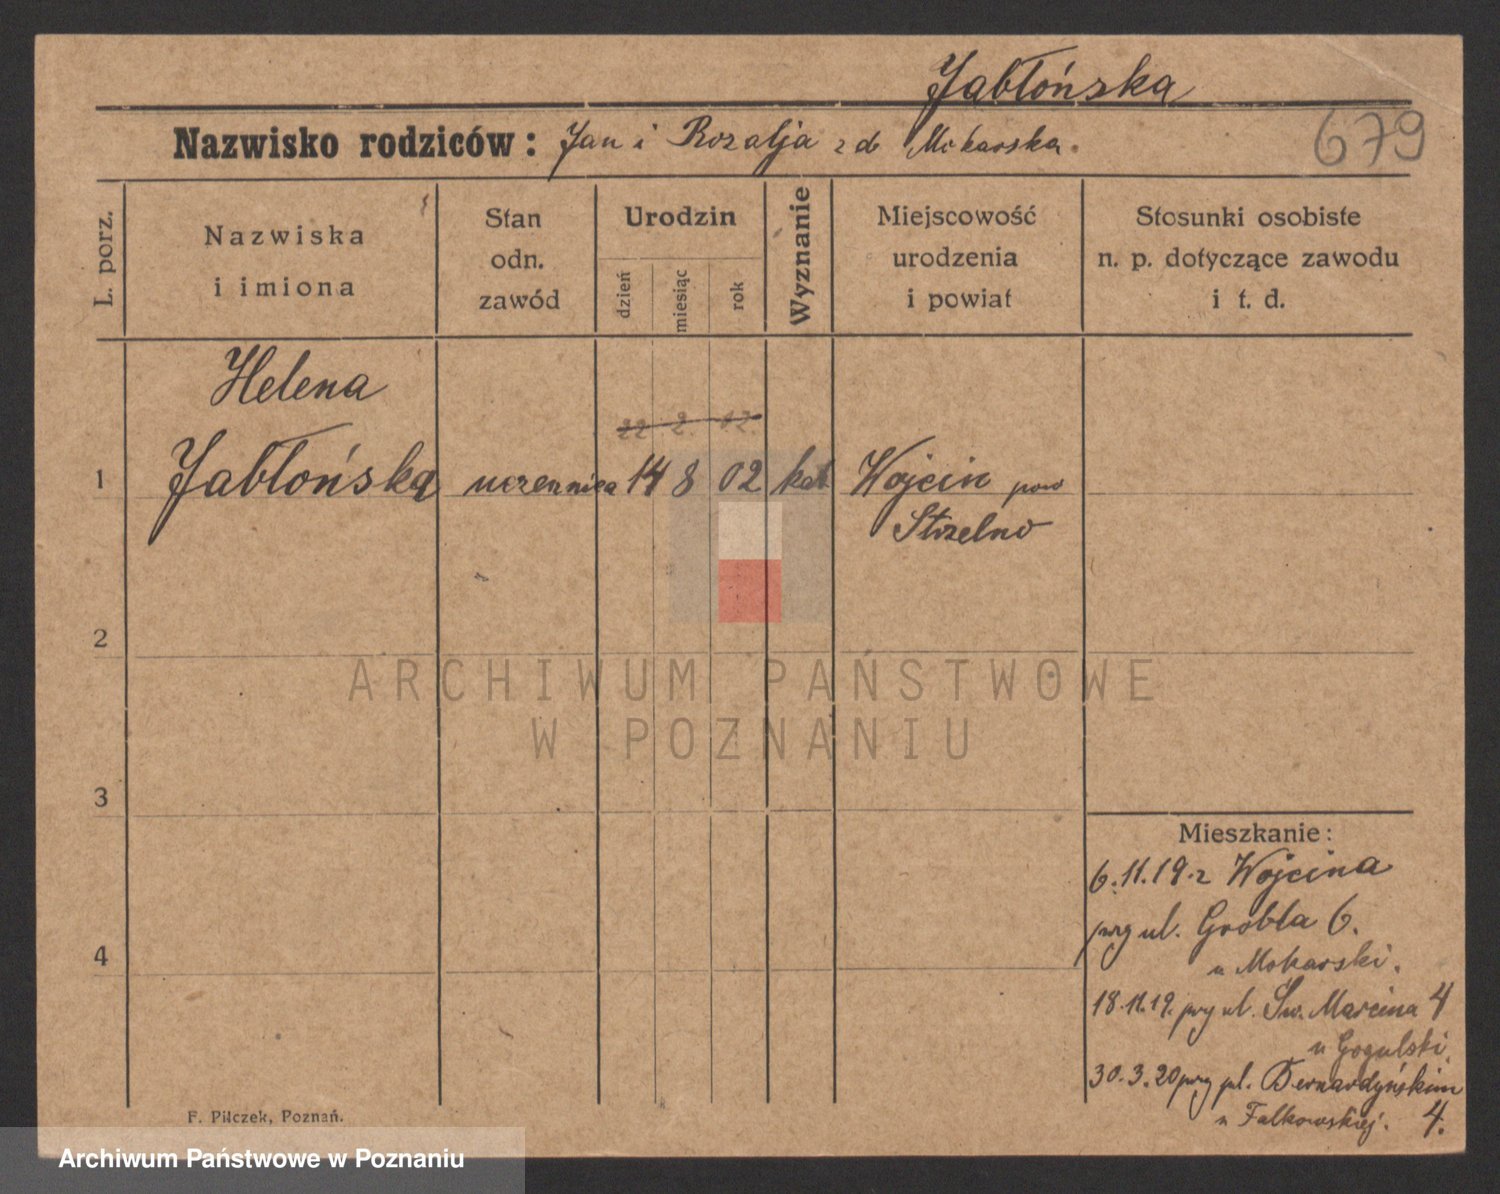 Jabłońska
Nazwisko rodziców: Jan i Rozalja z d Mokarska.
679
L. porz.
Nazwiska
i imiona
Stan
odn.
zawód
Urodzin
dzień
miesiąc
rok
Wyznanie
Miejscowość
urodzenia
i powiat
Stosunki osobiste
n. p. dotyczące zawodu
i t. d.
Helena
22 2. 02.
1 Jabłońska uczennica 14 8 02 kat Wojcin pow
Strzelno
2
ARCHIWUM PAŃSTWOWE
W POZNANIU
3
Mieszkanie:
6.11.19. z Wojcina
przy ul. Grobla 6.
u Mokarski.
4
18.11.19. przy ul. Św. Marcina 4
u Gogulski.
30.3.20 przy pl. Bernardyńskim
u Falkowskiej. 4.
F. Pilczek, Poznań.
Archiwum Państwowe w Poznaniu